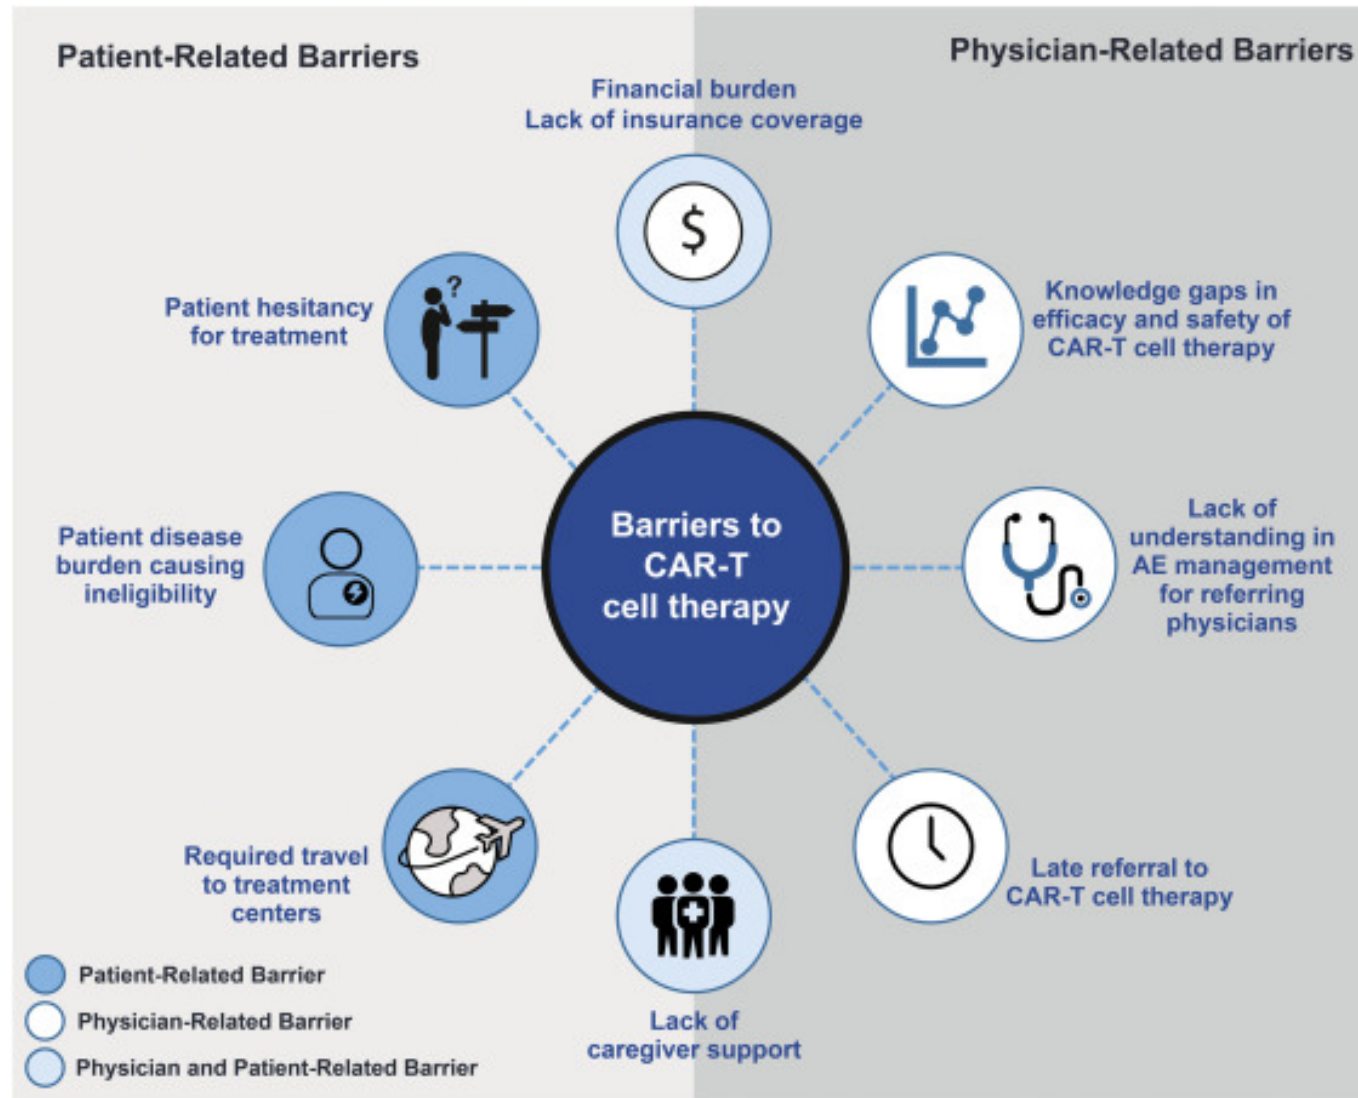 Patient-Related Barriers
Physician-Related Barriers
Financial burden
Lack of insurance coverage
$
Patient hesitancy
for treatment
?
Knowledge gaps in
efficacy and safety of
CAR-T cell therapy
Patient disease
burden causing
ineligibility
Barriers to
CAR-T
cell therapy
Lack of
understanding in
AE management
for referring
physicians
Required travel
to treatment
centers
Late referral to
CAR-T cell therapy
Lack of
caregiver support
Patient-Related Barrier
Physician-Related Barrier
Physician and Patient-Related Barrier